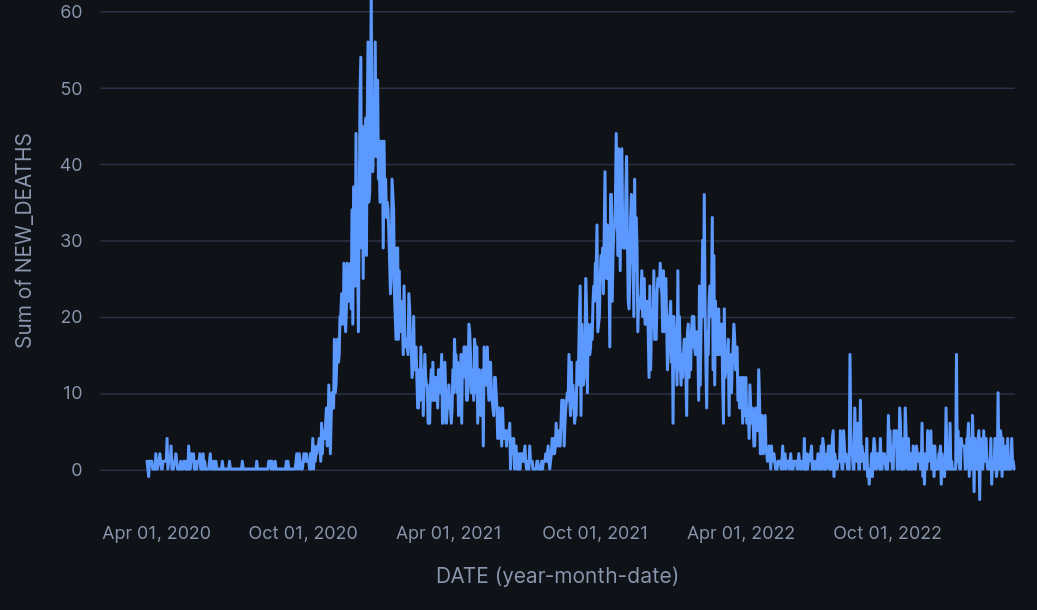 60
50
40
30
20
10
0
Sum of NEW_DEATHS
Apr 01, 2020 Oct 01, 2020 Apr 01, 2021 Oct 01, 2021 Apr 01, 2022 Oct 01, 2022
DATE (year-month-date)